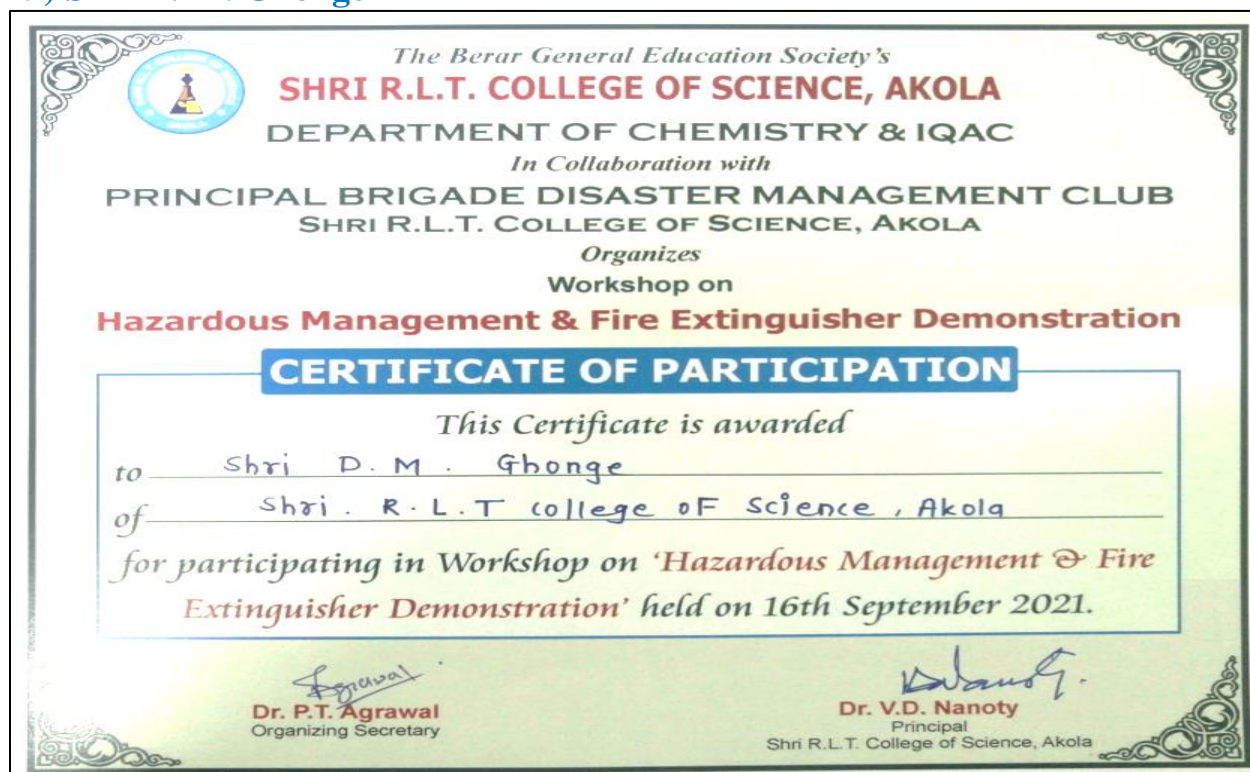 The Berar General Education Society's
SHRI R.L.T. COLLEGE OF SCIENCE, AKOLA
DEPARTMENT OF CHEMISTRY & IQAC
In Collaboration with
PRINCIPAL BRIGADE DISASTER MANAGEMENT CLUB
SHRI R.L.T. COLLEGE OF SCIENCE, AKOLA
Organizes
Workshop on
Hazardous Management & Fire Extinguisher Demonstration
CERTIFICATE OF PARTICIPATION
This Certificate is awarded
to Shri D. M. Ghonge
of Shri. R. L. T college of Science, Akola
for participating in Workshop on 'Hazardous Management & Fire
Extinguisher Demonstration' held on 16th September 2021.
Agrawal
Dr. P.T. Agrawal
Organizing Secretary
Dr. V.D. Nanoty
Principal
Shri R.L.T. College of Science, Akola